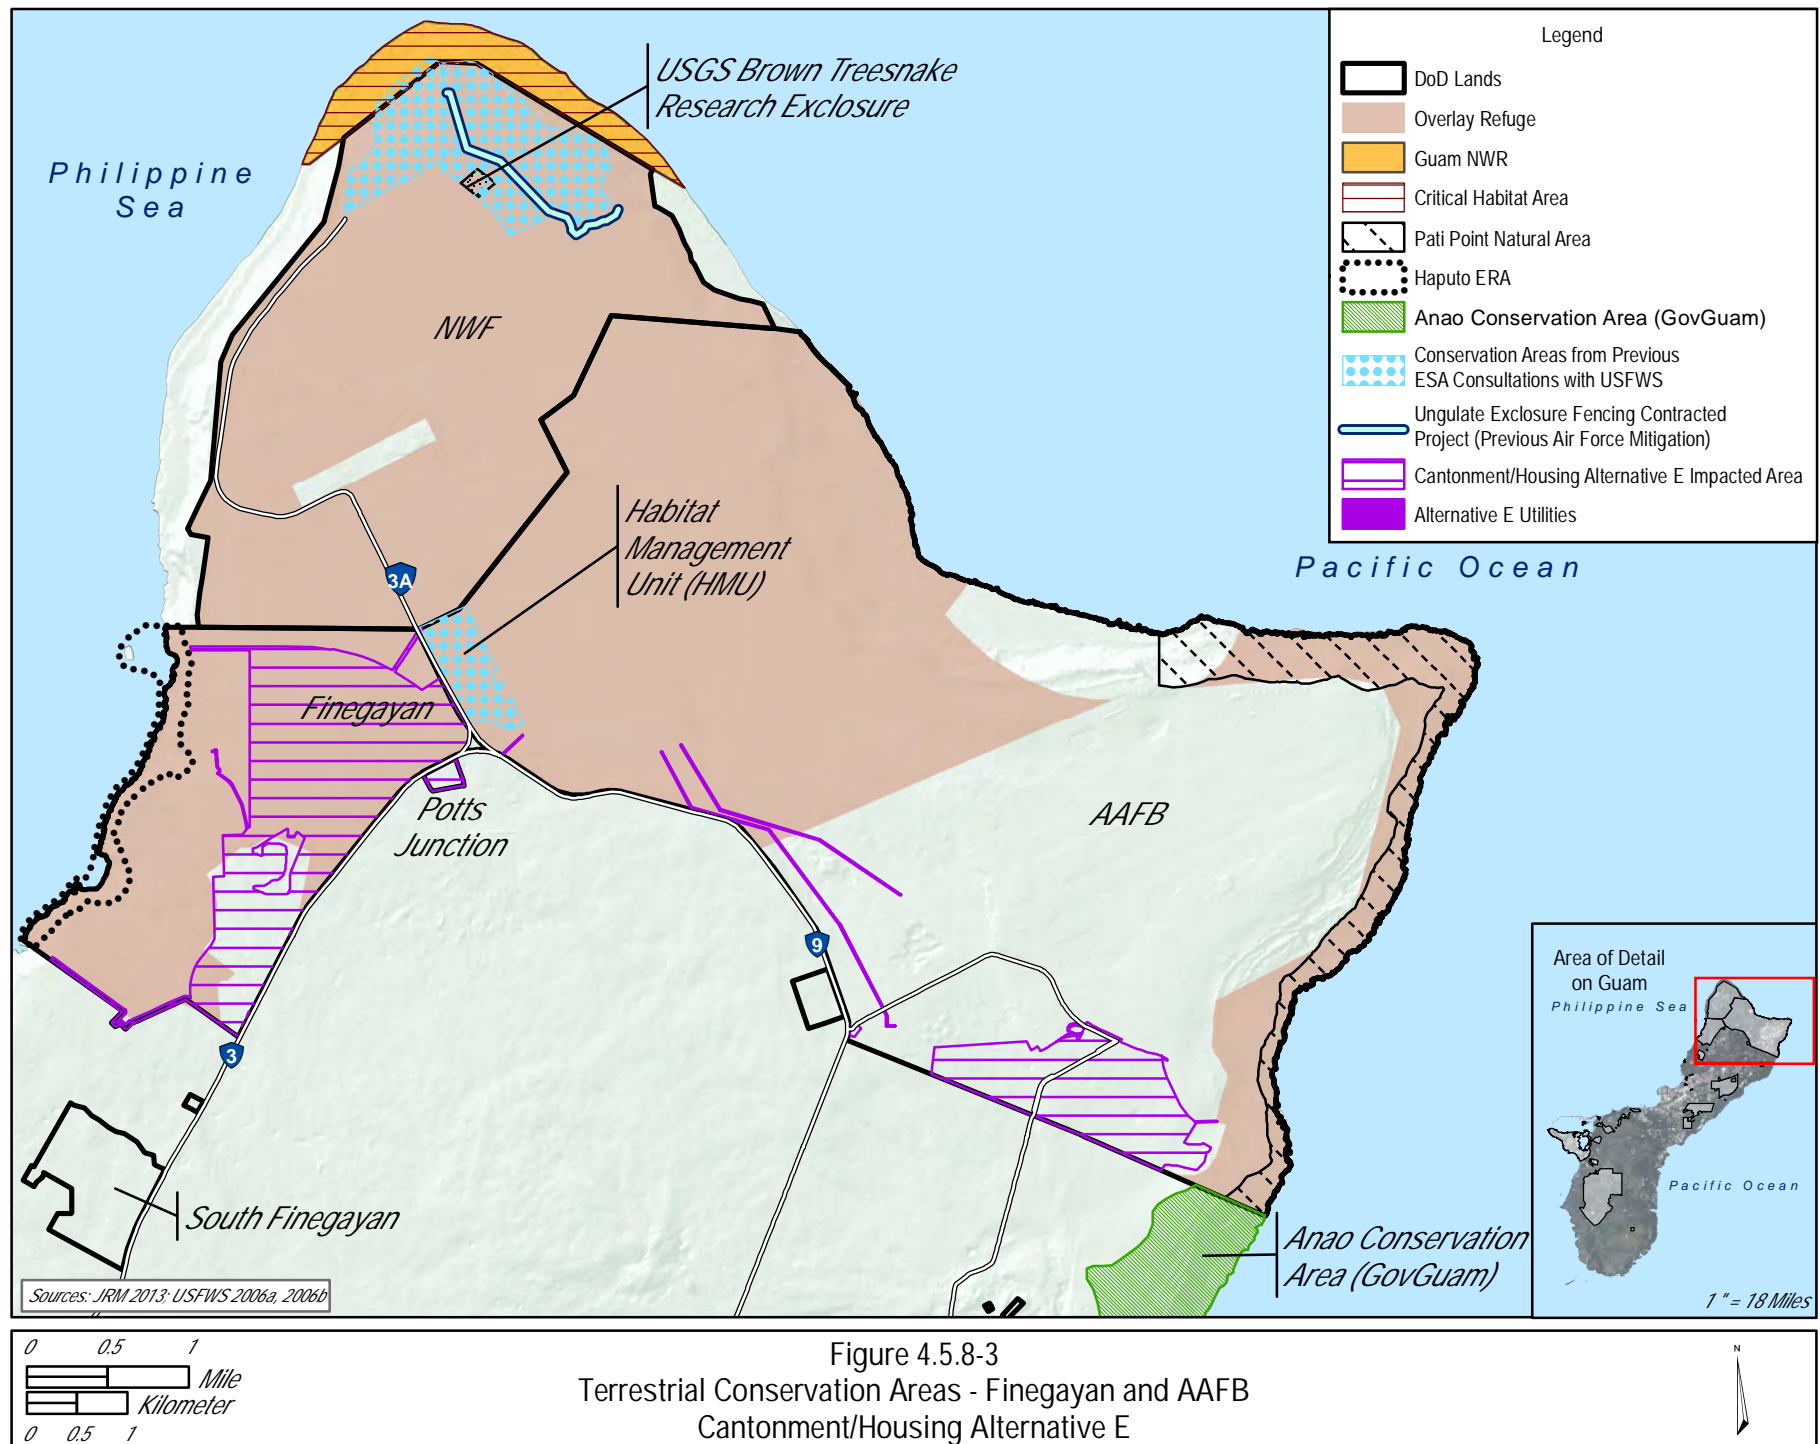 Legend
DoD Lands
Overlay Refuge
Guam NWR
Critical Habitat Area
Pati Point Natural Area
Haputo ERA
Anao Conservation Area (GovGuam)
Conservation Areas from Previous
ESA Consultations with USFWS
Ungulate Exclosure Fencing Contracted
Project (Previous Air Force Mitigation)
Cantonment/Housing Alternative E Impacted Area
Alternative E Utilities
USGS Brown Treesnake
Research Exclosure
Philippine
Sea
NWF
Habitat
Management
Unit (HMU)
Pacific Ocean
3A
Finegayan
Potts
Junction
AAFB
9
3
South Finegayan
Anao Conservation
Area (GovGuam)
Sources: JRM 2013; USFWS 2006a, 2006b
Area of Detail
on Guam
Philippine Sea
Pacific Ocean
1 " = 18 Miles
0 0.5 1
Mile
Kilometer
0 0.5 1
Figure 4.5.8-3
Terrestrial Conservation Areas - Finegayan and AAFB
Cantonment/Housing Alternative E
N